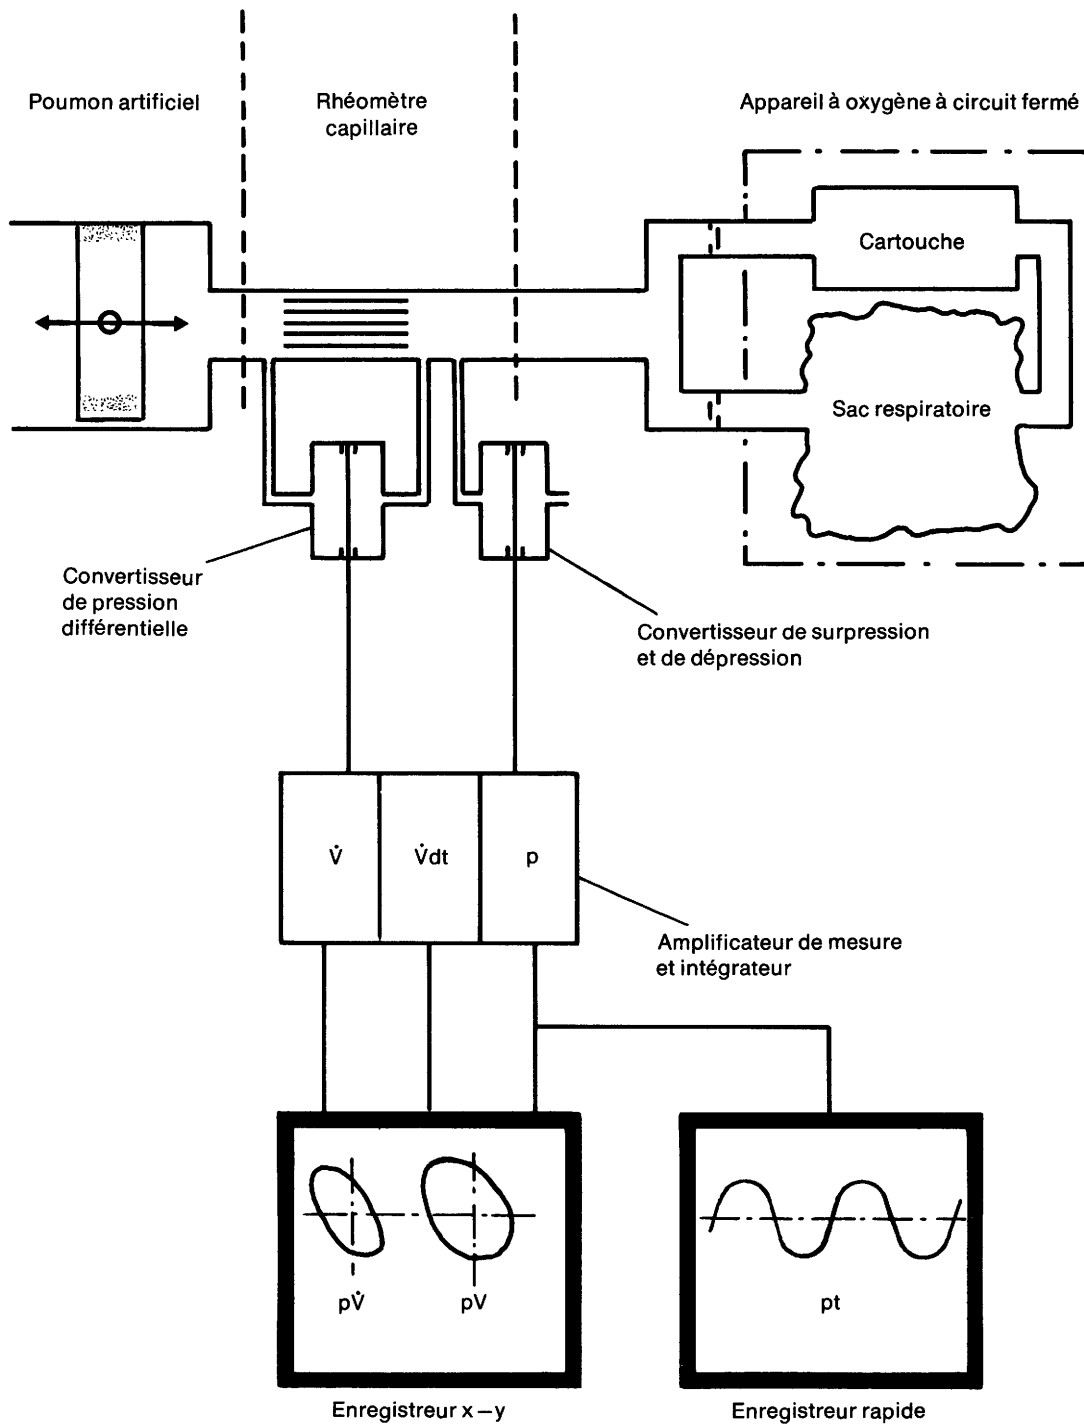 Poumon artificiel
Rhéomètre
capillaire
Appareil à oxygène à circuit fermé
Cartouche
Sac respiratoire
Convertisseur
de pression
différentielle
Convertisseur de surpression
et de dépression
V̇
V̇dt
p
Amplificateur de mesure
et intégrateur
pV̇
pV
pt
Enregistreur x–y
Enregistreur rapide